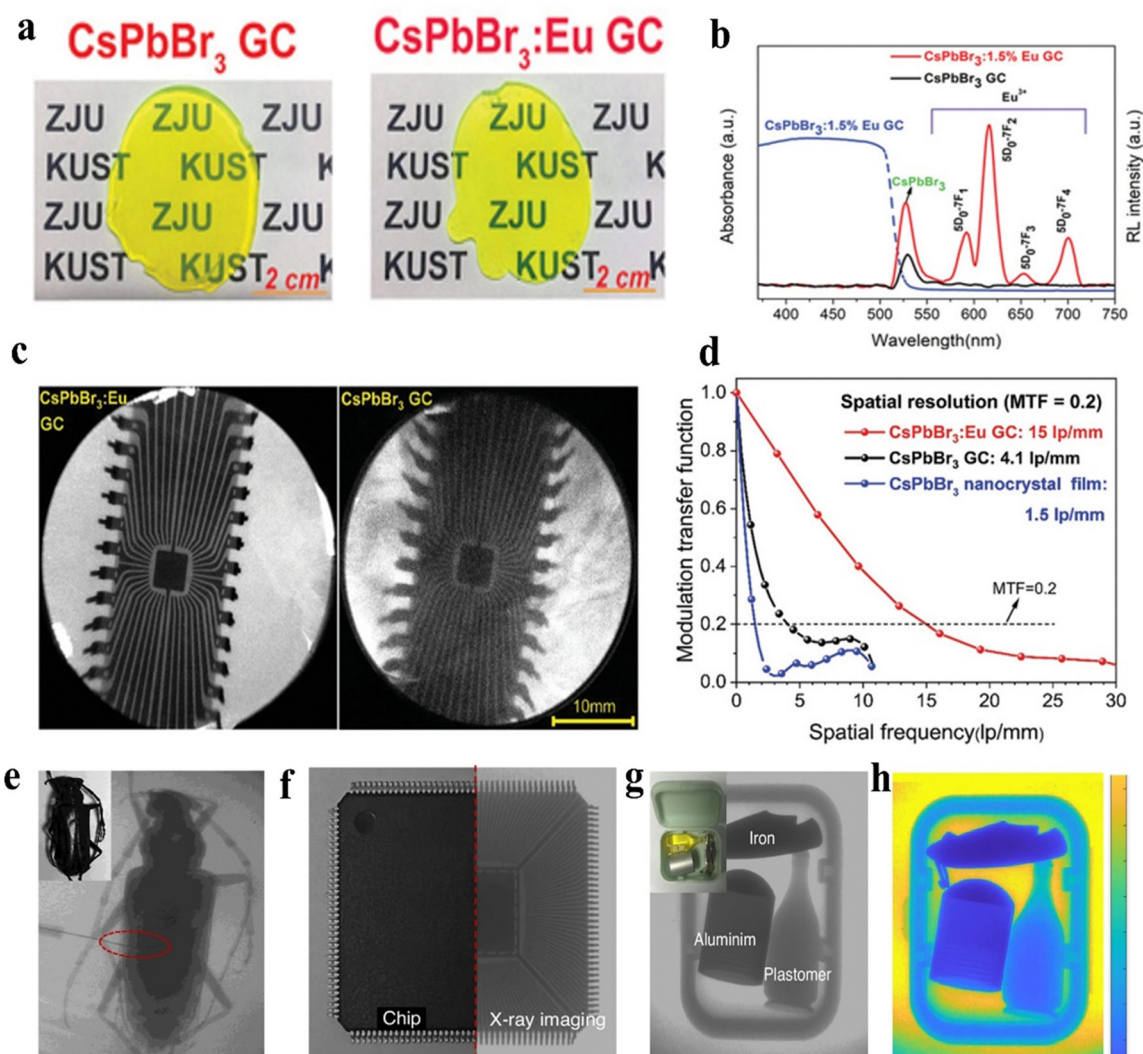 a
CsPbBr₃ GC
CsPbBr₃:Eu GC
ZJU ZJU ZJU
KUST KUST K
ZJU ZJU ZJU
KUST KUST
2 cm
ZJU ZJU ZJU
KUST KUST K
ZJU ZJU ZJU
KUST KUST
2 cm
b
CsPbBr₃:1.5% Eu GC
CsPbBr₃ GC
Eu³⁺
CsPbBr₃:1.5% Eu GC
CsPbBr₃
5D₀-7F₁
5D₀-7F₂
5D₀-7F₃
5D₀-7F₄
Absorbance (a.u.)
RL intensity (a.u.)
400 450 500 550 600 650 700 750
Wavelength(nm)
c
CsPbBr₃:Eu
GC
CsPbBr₃ GC
10mm
d
Spatial resolution (MTF = 0.2)
CsPbBr₃:Eu GC: 15 lp/mm
CsPbBr₃ GC: 4.1 lp/mm
CsPbBr₃ nanocrystal film:
1.5 lp/mm
MTF=0.2
Modulation transfer function
1.0
0.8
0.6
0.4
0.2
0.0
0 5 10 15 20 25 30
Spatial frequency(lp/mm)
e
f
Chip
X-ray imaging
g
Iron
Aluminim
Plastomer
h